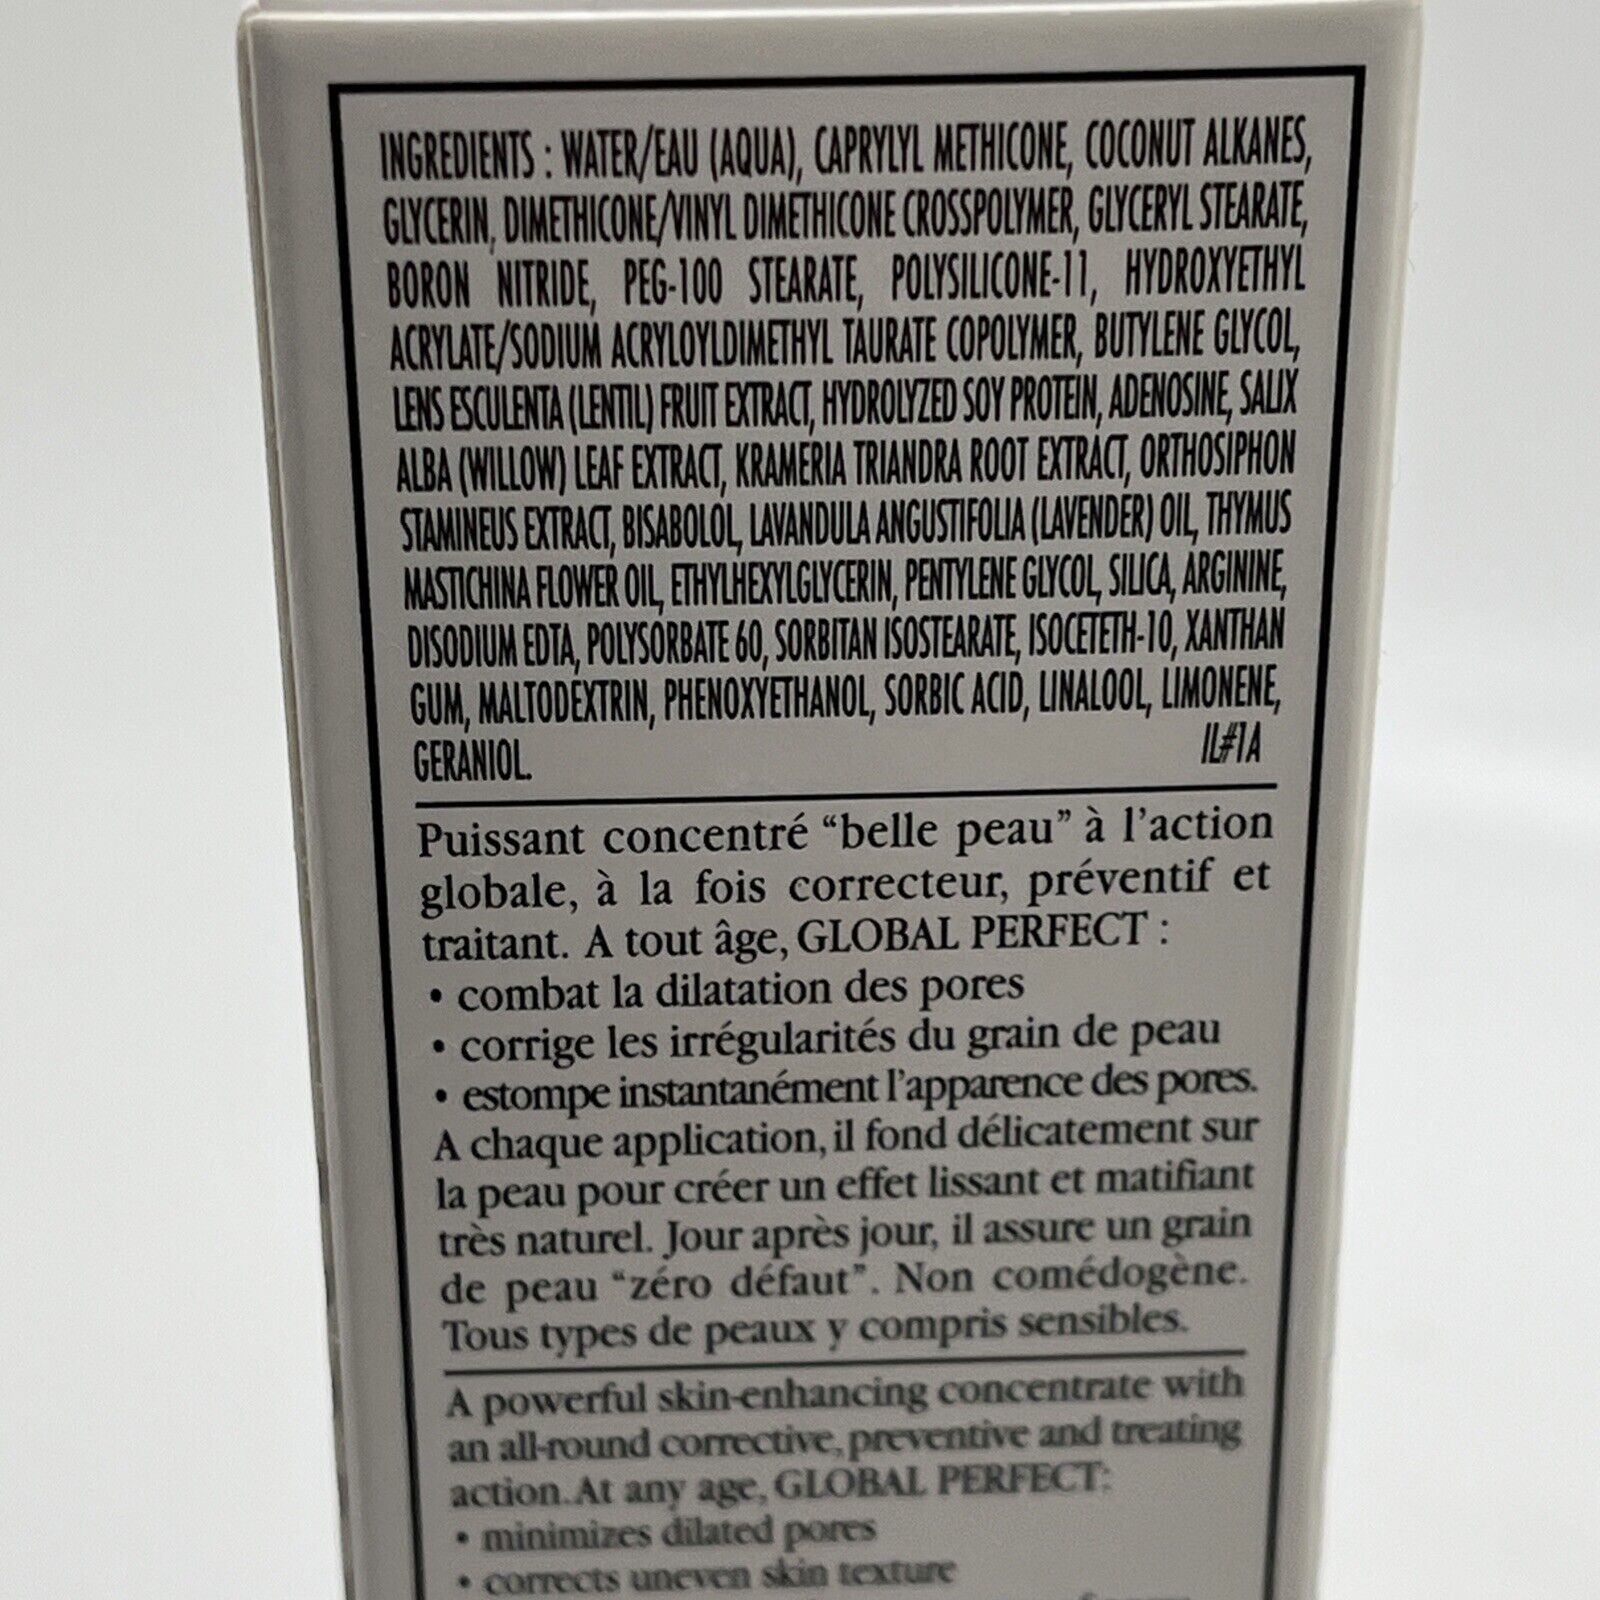 INGREDIENTS : WATER/EAU (AQUA), CAPRYLYL METHICONE, COCONUT ALKANES,
GLYCERIN, DIMETHICONE/VINYL DIMETHICONE CROSSPOLYMER, GLYCERYL STEARATE,
BORON NITRIDE, PEG-100 STEARATE, POLYSILICONE-11, HYDROXYETHYL
ACRYLATE/SODIUM ACRYLOYLDIMETHYL TAURATE COPOLYMER, BUTYLENE GLYCOL,
LENS ESCULENTA (LENTIL) FRUIT EXTRACT, HYDROLYZED SOY PROTEIN, ADENOSINE, SALIX
ALBA (WILLOW) LEAF EXTRACT, KRAMERIA TRIANDRA ROOT EXTRACT, ORTHOSIPHON
STAMINEUS EXTRACT, BISABOLOL, LAVANDULA ANGUSTIFOLIA (LAVENDER) OIL, THYMUS
MASTICHINA FLOWER OIL, ETHYLHEXYLGLYCERIN, PENTYLENE GLYCOL, SILICA, ARGININE,
DISODIUM EDTA, POLYSORBATE 60, SORBITAN ISOSTEARATE, ISOCETETH-10, XANTHAN
GUM, MALTODEXTRIN, PHENOXYETHANOL, SORBIC ACID, LINALOOL, LIMONENE,
GERANIOL. IL#1A
Puissant concentré “belle peau” à l’action
globale, à la fois correcteur, préventif et
traitant. A tout âge, GLOBAL PERFECT :
• combat la dilatation des pores
• corrige les irrégularités du grain de peau
• estompe instantanément l’apparence des pores.
A chaque application, il fond délicatement sur
la peau pour créer un effet lissant et matifiant
très naturel. Jour après jour, il assure un grain
de peau “zéro défaut”. Non comédogène.
Tous types de peaux y compris sensibles.
A powerful skin-enhancing concentrate with
an all-round corrective, preventive and treating
action. At any age, GLOBAL PERFECT:
• minimizes dilated pores
• corrects uneven skin texture